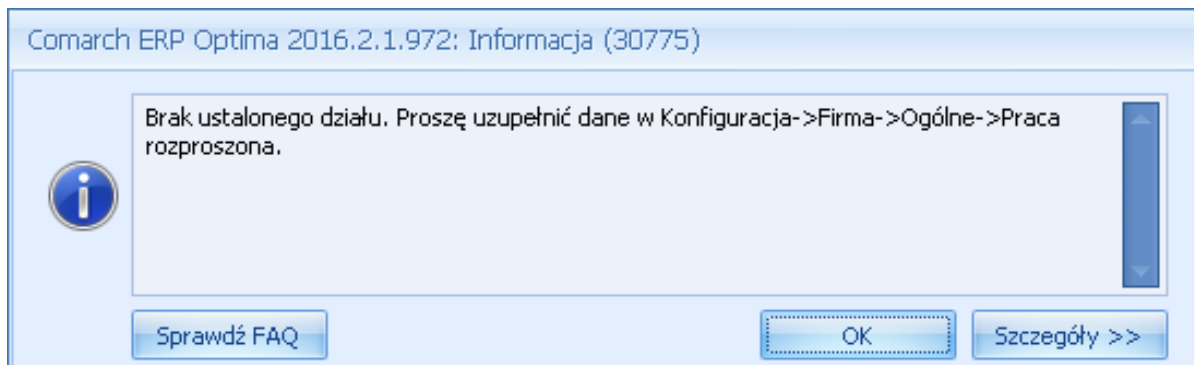 Comarch ERP Optima 2016.2.1.972: Informacja (30775)
Brak ustalonego działu. Proszę uzupełnić dane w Konfiguracja->Firma->Ogólne->Praca
rozproszona.
Sprawdź FAQ
OK
Szczegóły >>